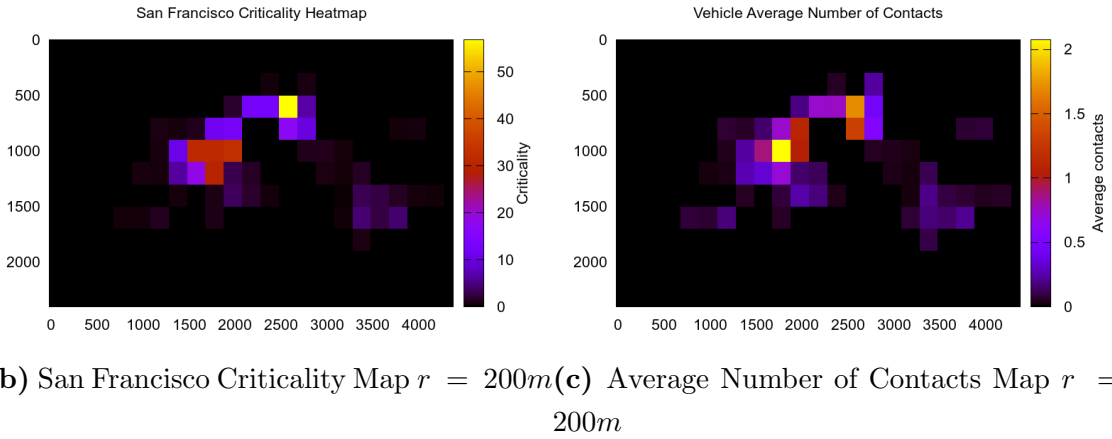 San Francisco Criticality Heatmap
0
500
1000
1500
2000
0 500 1000 1500 2000 2500 3000 3500 4000
50
40
30
20
10
0
Criticality
Vehicle Average Number of Contacts
0
500
1000
1500
2000
0 500 1000 1500 2000 2500 3000 3500 4000
2
1.5
1
0.5
0
Average contacts
b) San Francisco Criticality Map r = 200m
(c) Average Number of Contacts Map r =
200m